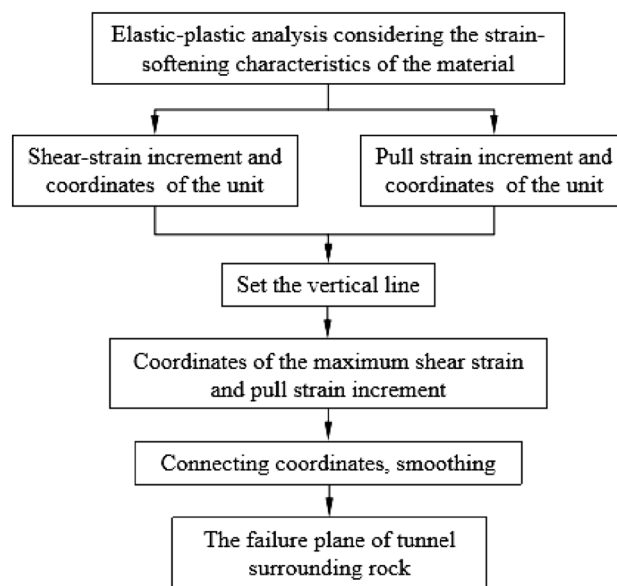 Elastic-plastic analysis considering the strain-
softening characteristics of the material
Shear-strain increment and
coordinates of the unit
Pull strain increment and
coordinates of the unit
Set the vertical line
Coordinates of the maximum shear strain
and pull strain increment
Connecting coordinates, smoothing
The failure plane of tunnel
surrounding rock